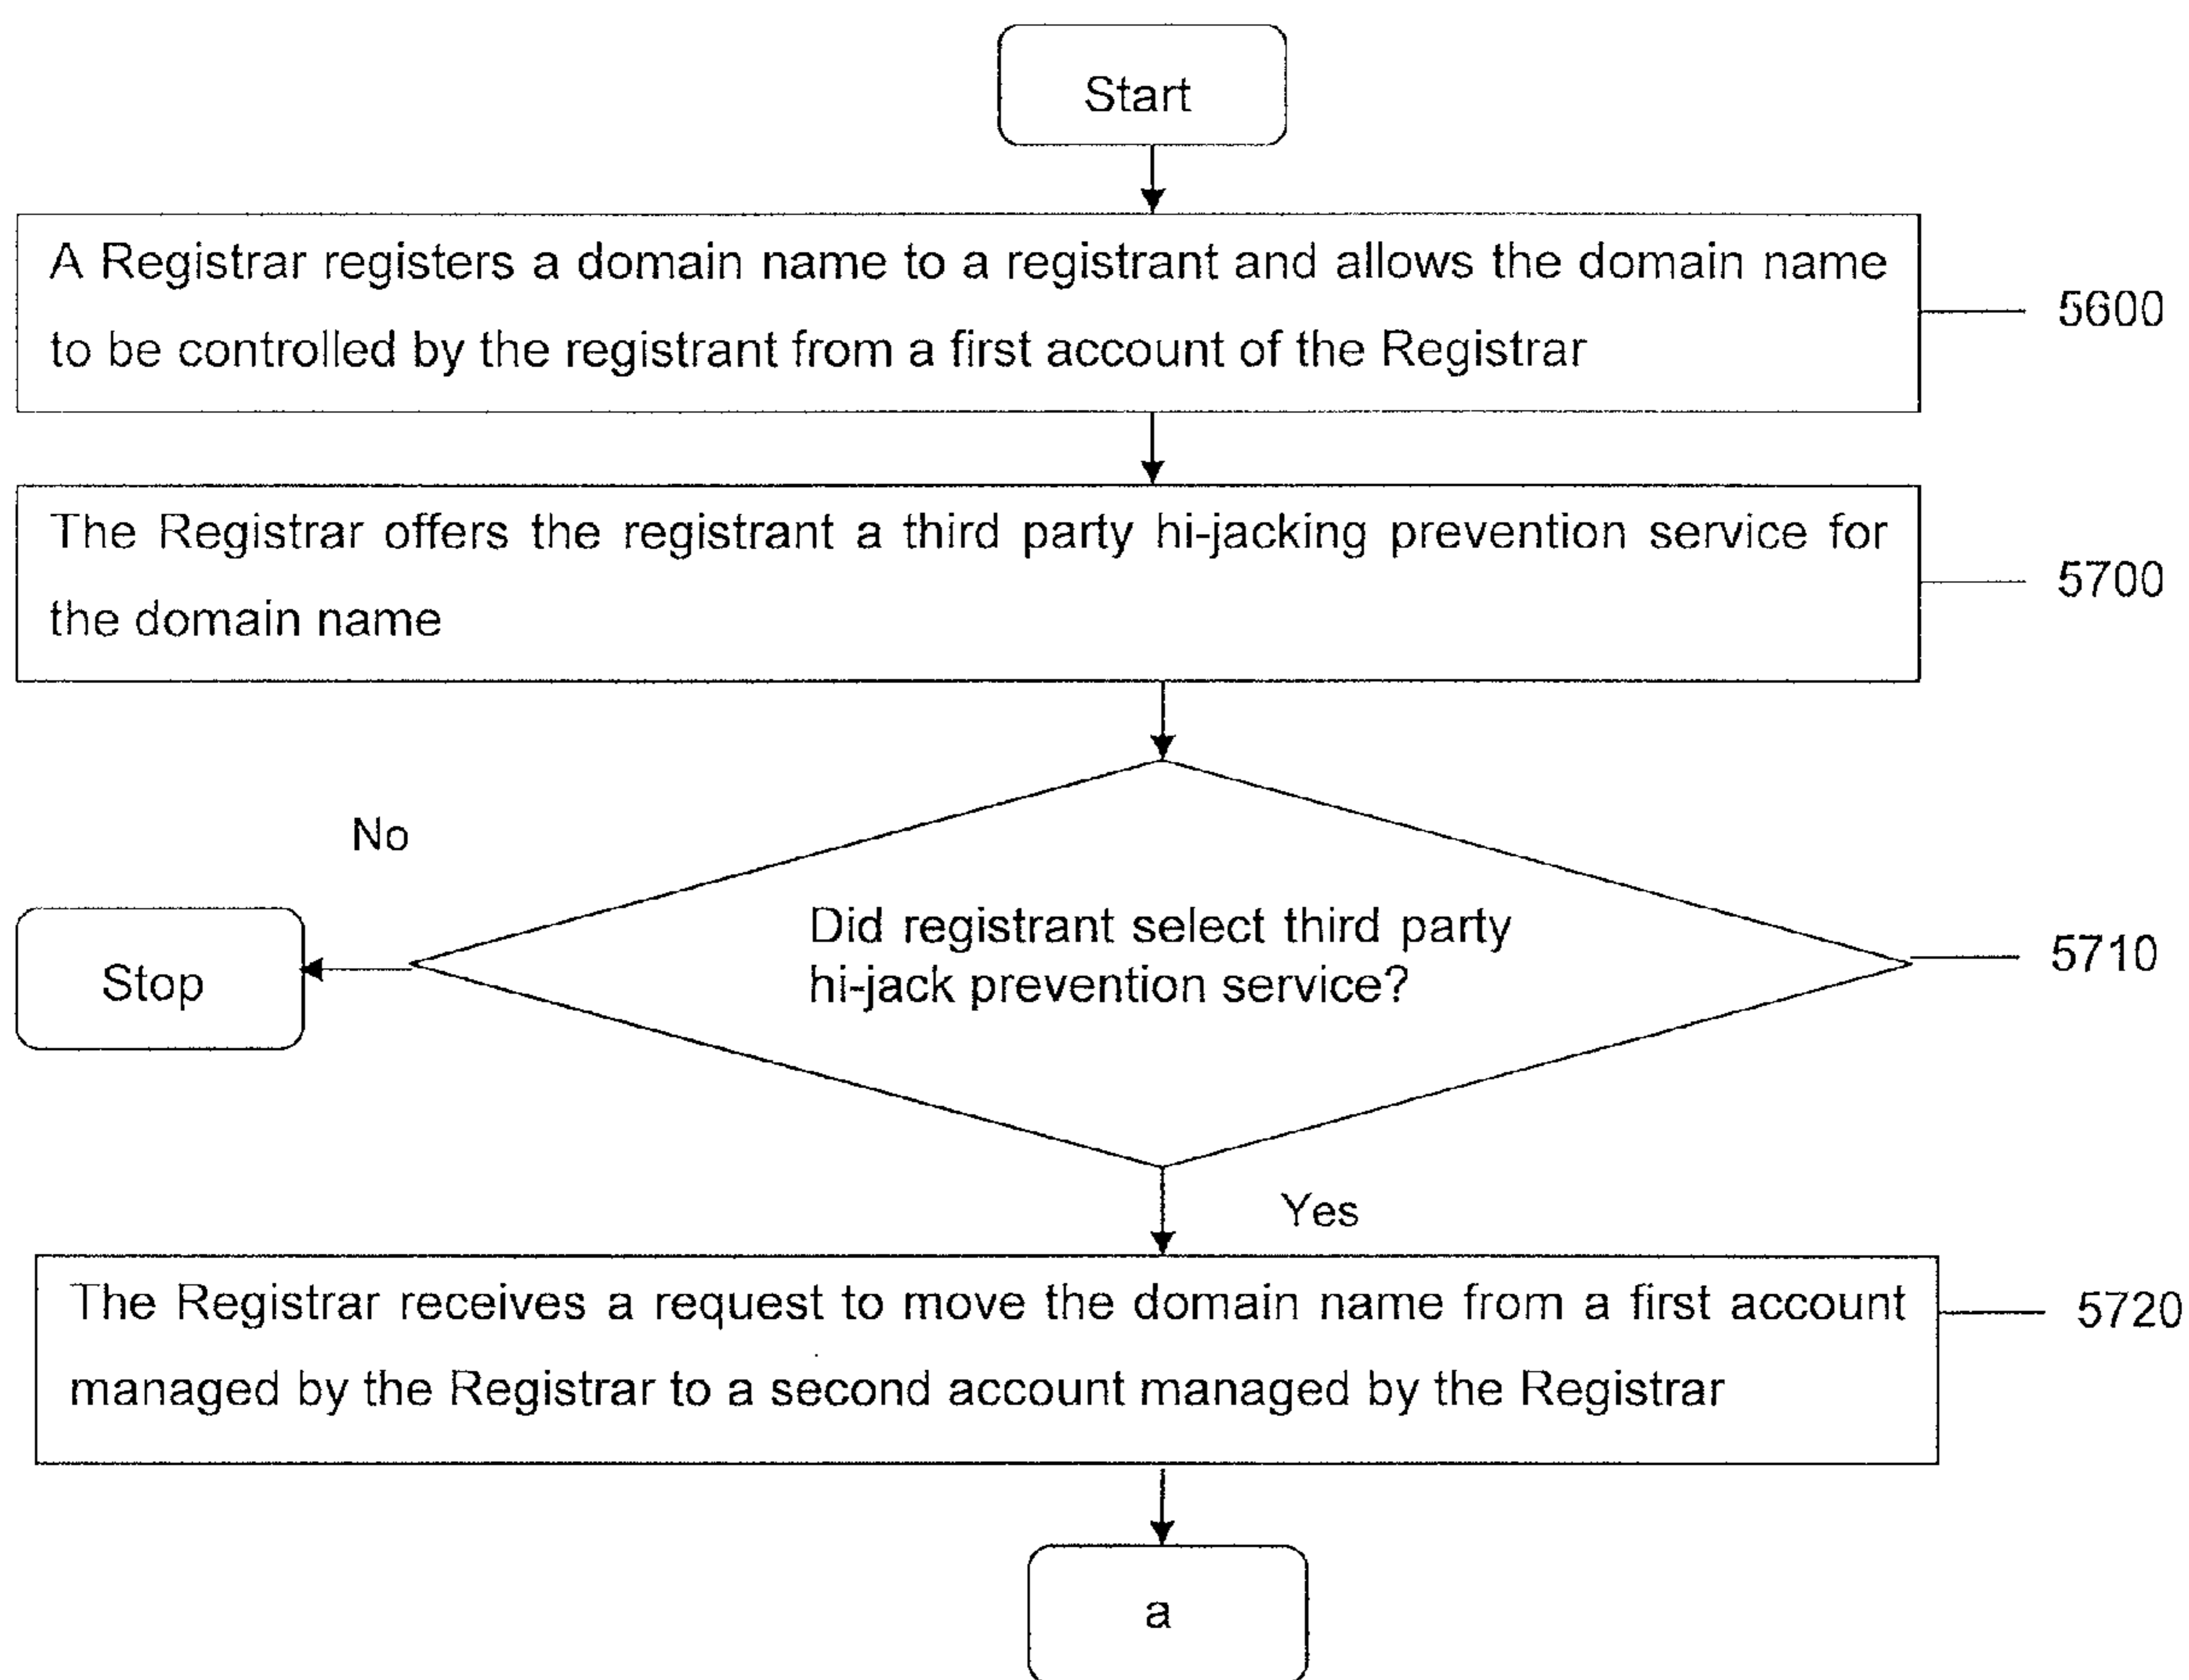 Start
A Registrar registers a domain name to a registrant and allows the domain name
to be controlled by the registrant from a first account of the Registrar
5600
The Registrar offers the registrant a third party hi-jacking prevention service for
the domain name
5700
No
Did registrant select third party
hi-jack prevention service?
5710
Stop
Yes
The Registrar receives a request to move the domain name from a first account
managed by the Registrar to a second account managed by the Registrar
5720
a